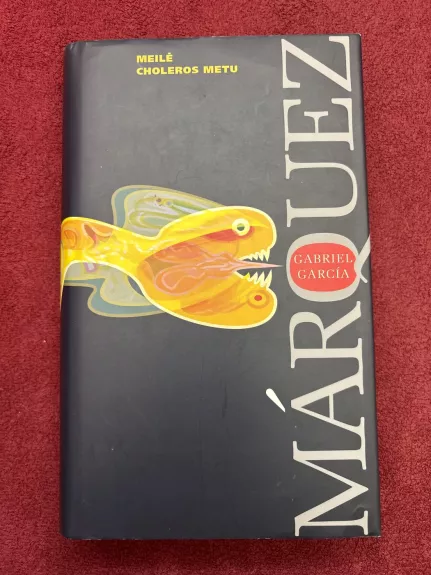 MEILĖ
CHOLEROS METU
GABRIEL
GARCÍA
MÁRQUEZ